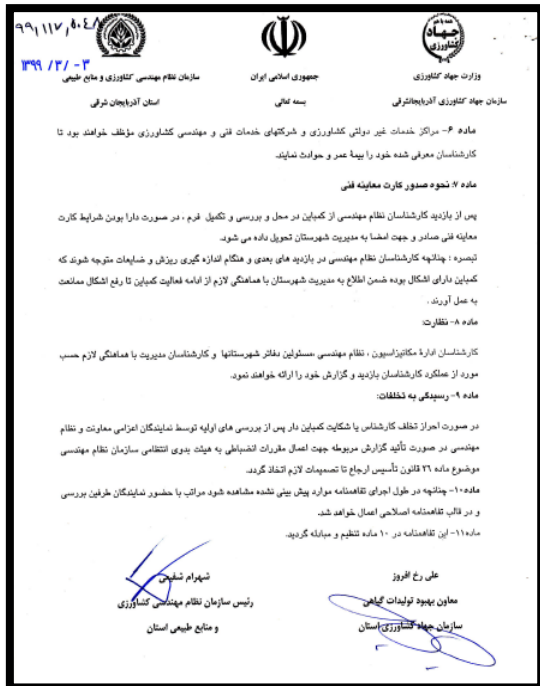 ۹۹,۱۱۷,۵۰۴۸
۱۳۹۹ /۳/ -۳
همه با هم
جهاد
کشاورزی
وزارت جهاد کشاورزی
جمهوری اسلامی ایران
سازمان نظام مهندسی کشاورزی و منابع طبیعی
سازمان جهاد کشاورزی آذربایجانشرقی
بسمه تعالی
استان آذربایجان شرقی
ماده ۶- مراکز خدمات غیر دولتی کشاورزی و شرکتهای خدمات فنی و مهندسی کشاورزی مؤظف خواهند بود تا
کارشناسان معرفی شده خود را بیمۀ عمر و حوادث نمایند.
ماده ۷: نحوه صدور کارت معاینه فنی
پس از بازدید کارشناسان نظام مهندسی از کمباین در محل و بررسی و تکمیل فرم ، در صورت دارا بودن شرایط کارت
معاینه فنی صادر و جهت امضا به مدیریت شهرستان تحویل داده می شود.
تبصره : چنانچه کارشناسان نظام مهندسی در بازدید های بعدی و هنگام اندازه گیری ریزش و ضایعات متوجه شوند که
کمباین دارای اشکال بوده ضمن اطلاع به مدیریت شهرستان با هماهنگی لازم از ادامه فعالیت کمباین تا رفع اشکال ممانعت
به عمل آورند .
ماده ۸- نظارت:
کارشناسان ادارۀ مکانیزاسیون ، نظام مهندسی ،مسئولین دفاتر شهرستانها و کارشناسان مدیریت با هماهنگی لازم حسب
مورد از عملکرد کارشناسان بازدید و گزارش خود را ارائه خواهند نمود.
ماده ۹- رسیدگی به تخلفات:
در صورت احراز تخلف کارشناس یا شکایت کمباین دار پس از بررسی های اولیه توسط نمایندگان اعزامی معاونت و نظام
مهندسی در صورت تأئید گزارش مربوطه جهت اعمال مقررات انضباطی به هیئت بدوی انتظامی سازمان نظام مهندسی
موضوع ماده ۲۶ قانون تأسیس ارجاع تا تصمیمات لازم اتخاذ گردد.
ماده۱۰- چنانچه در طول اجرای تفاهمنامه موارد پیش بینی نشده مشاهده شود مراتب با حضور نمایندگان طرفین بررسی
و در قالب تفاهمنامه اصلاحی اعمال خواهد شد.
ماده۱۱- این تفاهمنامه در ۱۰ ماده تنظیم و مبادله گردید.
علی رخ افروز
شهرام شفیعی
معاون بهبود تولیدات گیاهی
رئیس سازمان نظام مهندسی کشاورزی
سازمان جهاد کشاورزی استان
و منابع طبیعی استان